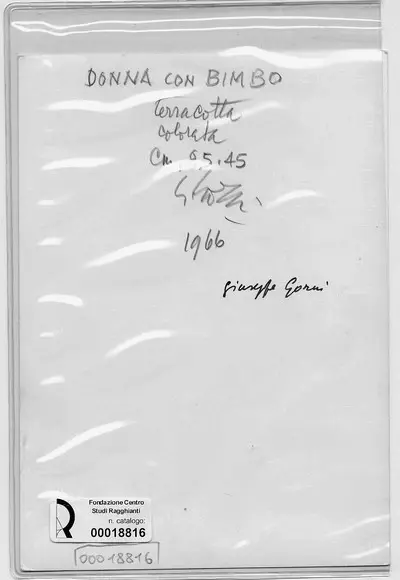 DONNA CON BIMBO
terracotta
colorata
Cm. 85.45
1966
giuseppe Gorni
Fondazione Centro
Studi Ragghianti
n. catalogo:
00018816
00018816